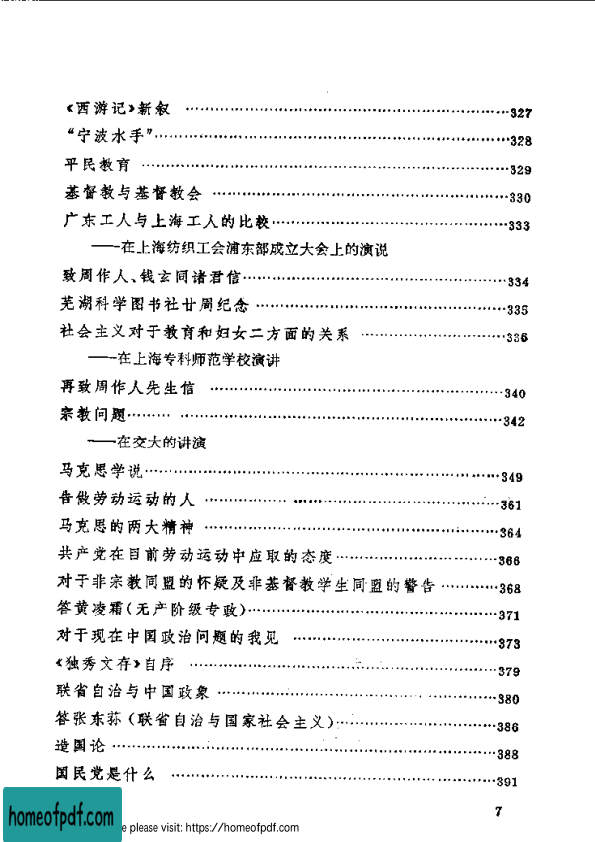 《西游记》新叙 ……327
“宁波水手”……328
平民教育 ……329
基督教与基督教会 ……330
广东工人与上海工人的比较……333
——在上海纺织工会浦东部成立大会上的演说
致周作人、钱玄同诸君信……334
芜湖科学图书社廿周纪念 ……335
社会主义对于教育和妇女二方面的关系 ……336
——在上海专科师范学校演讲
再致周作人先生信 ……340
宗教问题……342
——在交大的讲演
马克思学说……349
告做劳动运动的人 ……361
马克思的两大精神 ……364
共产党在目前劳动运动中应取的态度……366
对于非宗教同盟的怀疑及非基督教学生同盟的警告 ……368
答黄凌霜(无产阶级专政)……371
对于现在中国政治问题的我见 ……373
《独秀文存》自序 ……379
联省自治与中国政象 ……380
答张东荪(联省自治与国家社会主义)……386
造国论 ……388
国民党是什么 ……391
7
homeofpdf.com
e please visit: https://homeofpdf.com